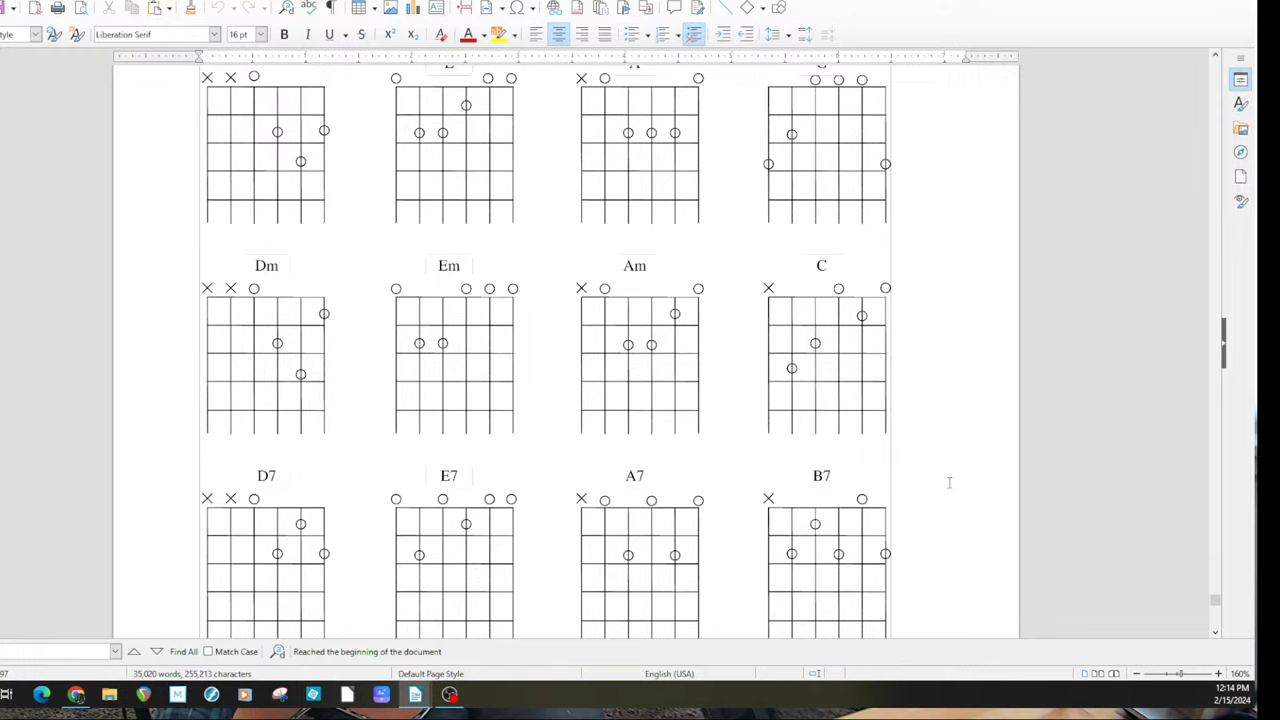 tyle Liberation Serif 16 pt
E A G
Dm Em Am C
D7 E7 A7 B7
Find All Match Case Reached the beginning of the document
97 35,020 words, 255,213 characters Default Page Style English (USA) 160%
12:14 PM
2/15/2024